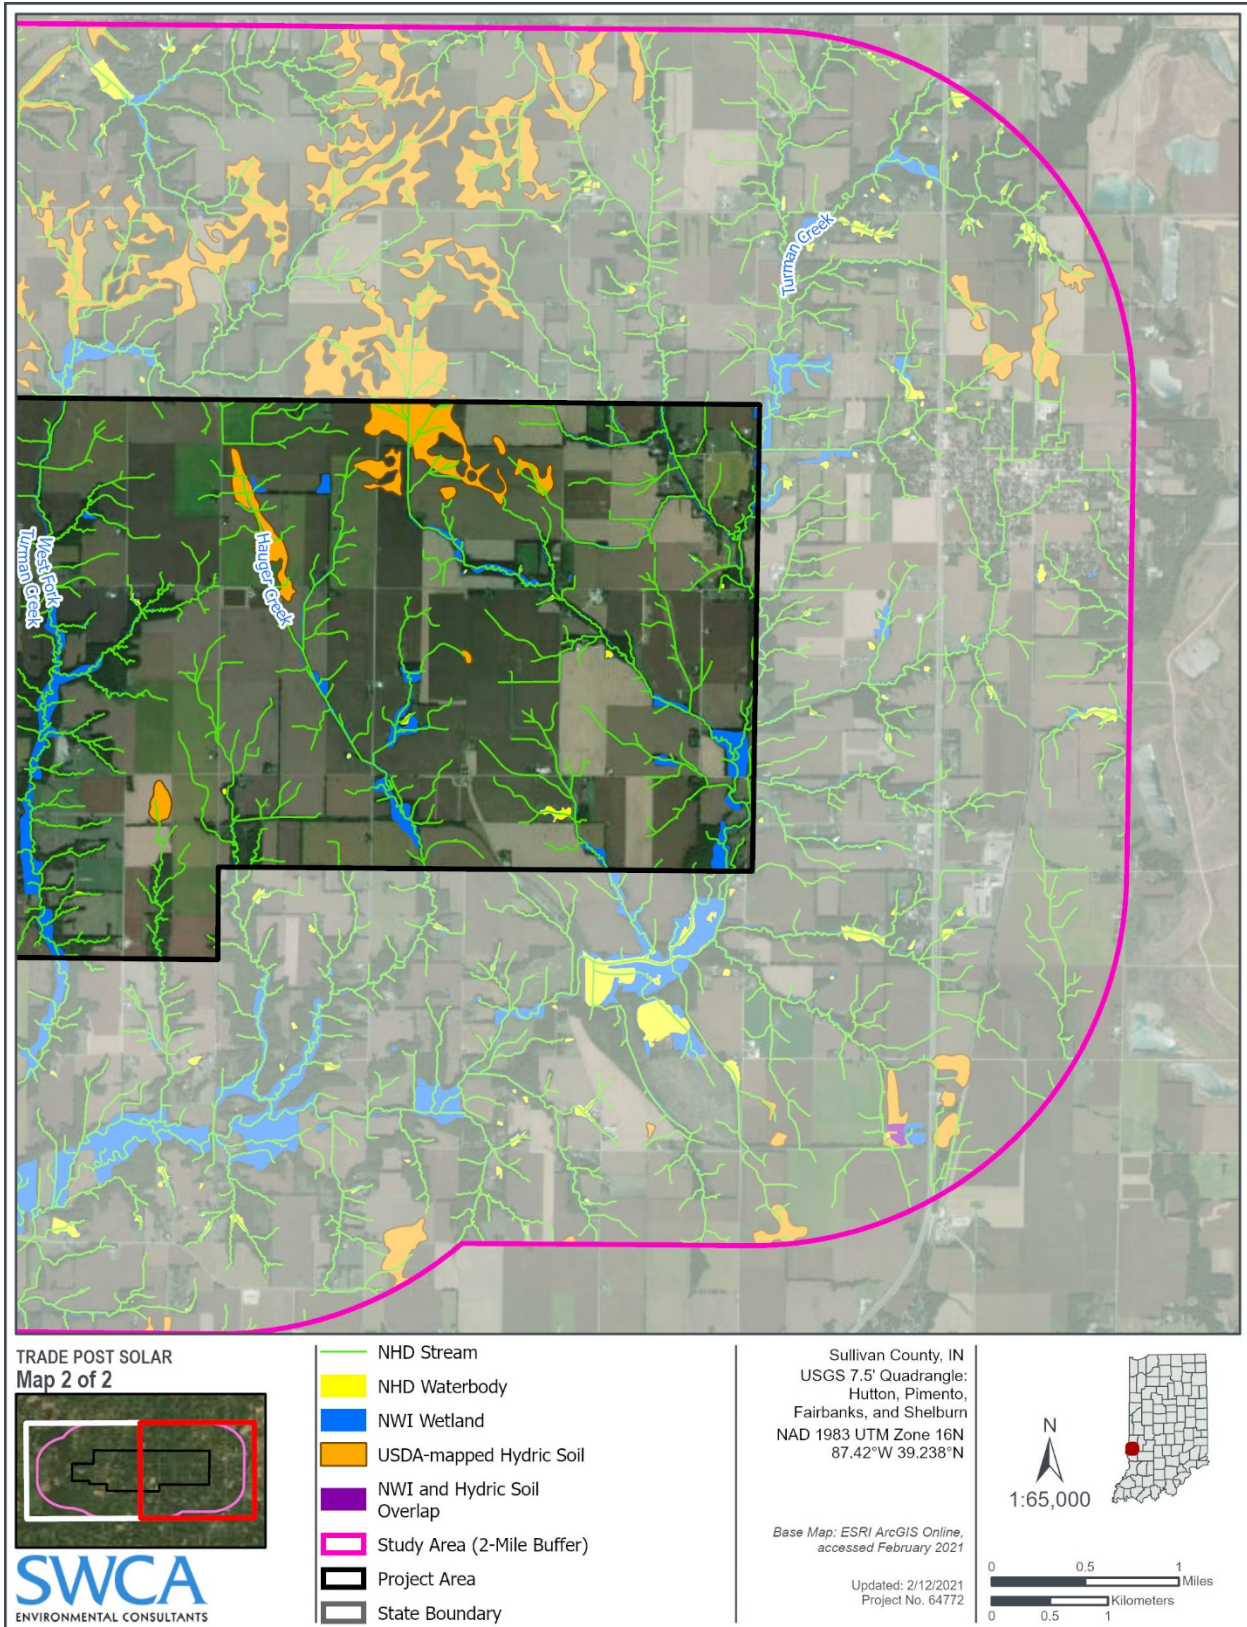 Turman Creek
West Fork
Turman Creek
Hauger Creek
TRADE POST SOLAR
Map 2 of 2
SWCA
ENVIRONMENTAL CONSULTANTS
NHD Stream
NHD Waterbody
NWI Wetland
USDA-mapped Hydric Soil
NWI and Hydric Soil
Overlap
Study Area (2-Mile Buffer)
Project Area
State Boundary
Sullivan County, IN
USGS 7.5' Quadrangle:
Hutton, Pimento,
Fairbanks, and Shelburn
NAD 1983 UTM Zone 16N
87.42°W 39.238°N
Base Map: ESRI ArcGIS Online,
accessed February 2021
Updated: 2/12/2021
Project No. 64772
N
1:65,000
0 0.5 1
Miles
Kilometers
0 0.5 1